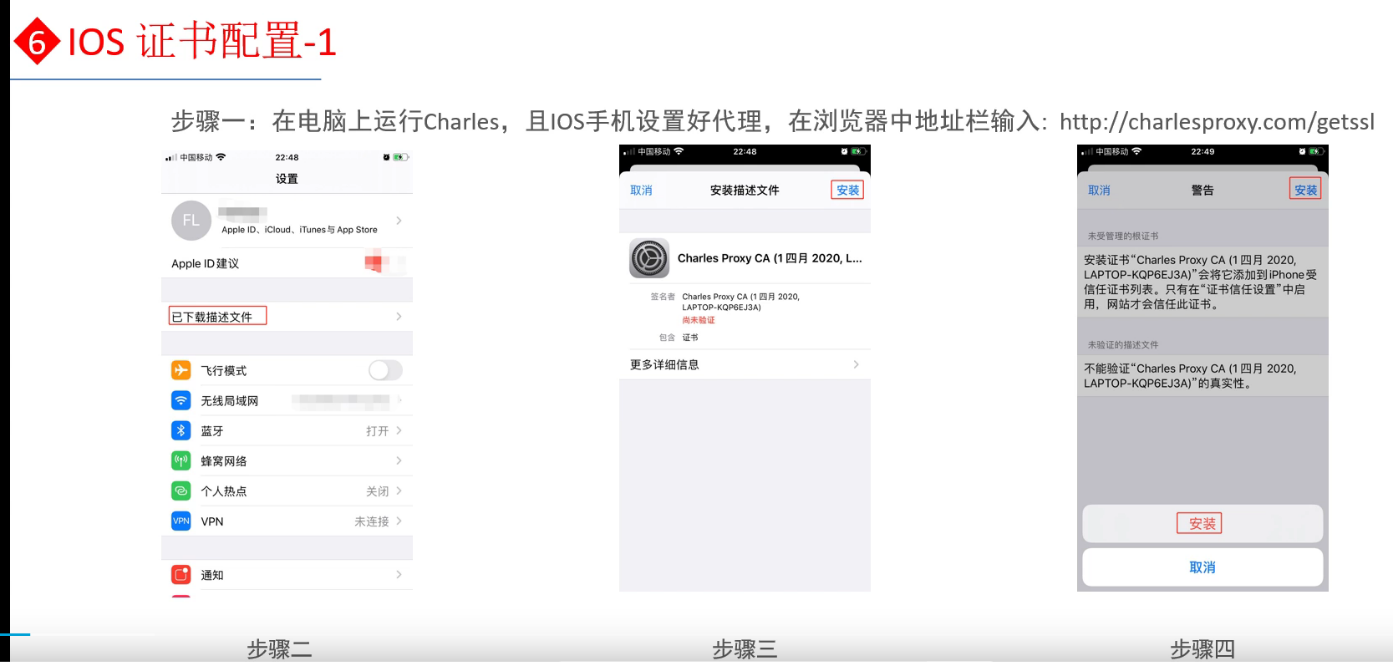 6 IOS 证书配置-1
步骤一：在电脑上运行Charles，且IOS手机设置好代理，在浏览器中地址栏输入: http://charlesproxy.com/getssl
中国移动 22:48
设置
FL
Apple ID、iCloud、iTunes与 App Store
Apple ID建议
已下载描述文件
飞行模式
无线局域网
蓝牙 打开
蜂窝网络
个人热点 关闭
VPN VPN 未连接
通知
步骤二
中国移动 22:48
取消 安装描述文件 安装
Charles Proxy CA (1 四月 2020, L...
签名者 Charles Proxy CA (1 四月 2020,
LAPTOP-KQP6EJ3A)
尚未验证
包含 证书
更多详细信息
步骤三
中国移动 22:49
取消 警告 安装
未受管理的根证书
安装证书“Charles Proxy CA (1 四月 2020,
LAPTOP-KQP6EJ3A)”会将它添加到 iPhone受
信任证书列表。只有在“证书信任设置”中启
用，网站才会信任此证书。
未验证的描述文件
不能验证“Charles Proxy CA (1 四月 2020,
LAPTOP-KQP6EJ3A)”的真实性。
安装
取消
步骤四